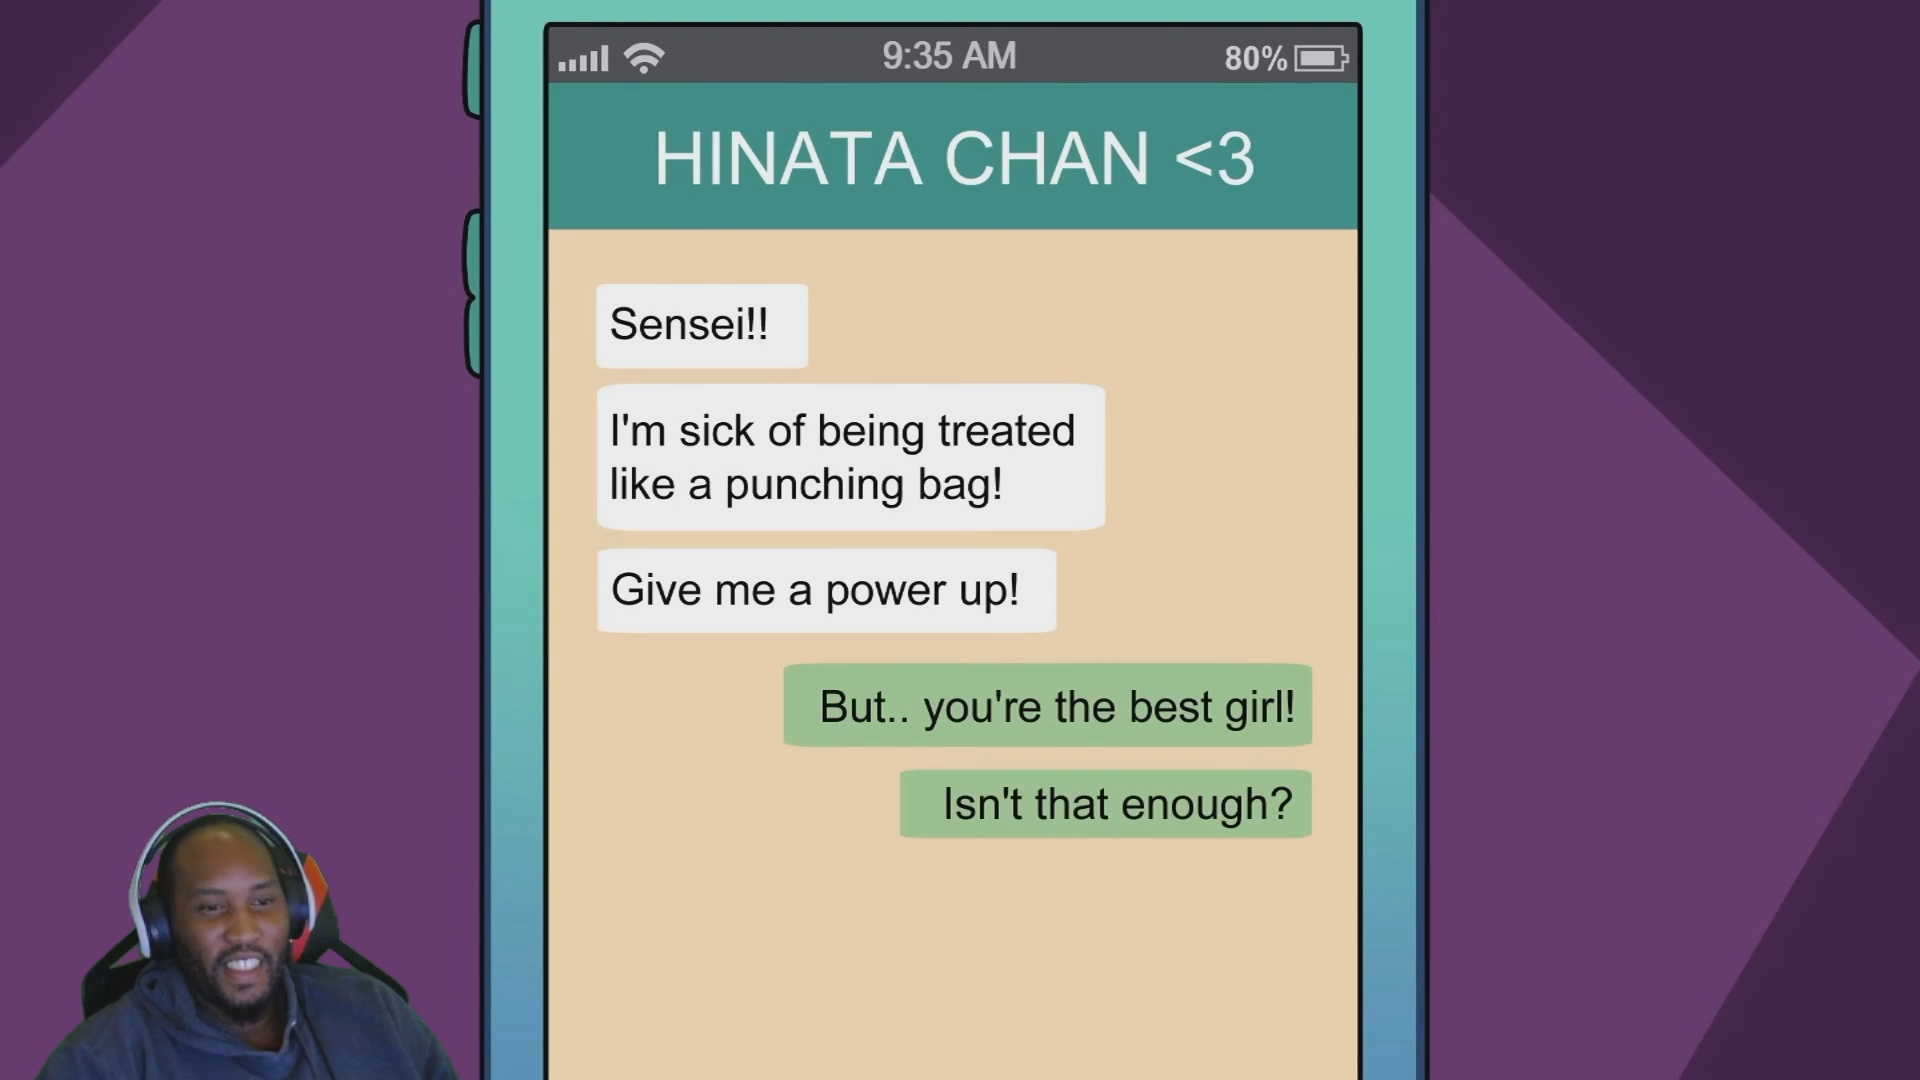 9:35 AM
80%
HINATA CHAN <3
Sensei!!
I'm sick of being treated
like a punching bag!
Give me a power up!
But.. you're the best girl!
Isn't that enough?